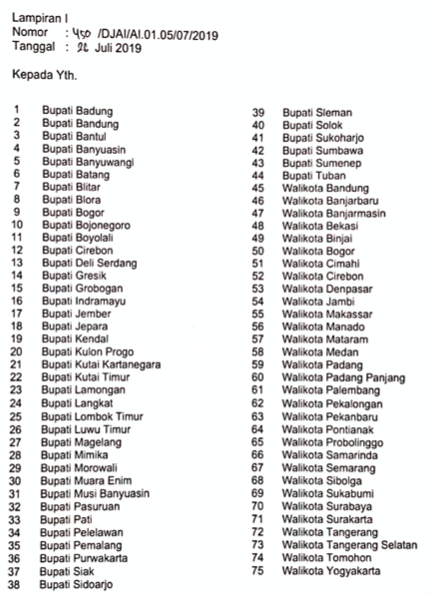 Lampiran I
Nomor : 450 /DJAI/AI.01.05/07/2019
Tanggal : 22 Juli 2019
Kepada Yth.
1 Bupati Badung
2 Bupati Bandung
3 Bupati Bantul
4 Bupati Banyuasin
5 Bupati Banyuwangi
6 Bupati Batang
7 Bupati Blitar
8 Bupati Blora
9 Bupati Bogor
10 Bupati Bojonegoro
11 Bupati Boyolali
12 Bupati Cirebon
13 Bupati Deli Serdang
14 Bupati Gresik
15 Bupati Grobogan
16 Bupati Indramayu
17 Bupati Jember
18 Bupati Jepara
19 Bupati Kendal
20 Bupati Kulon Progo
21 Bupati Kutai Kartanegara
22 Bupati Kutai Timur
23 Bupati Lamongan
24 Bupati Langkat
25 Bupati Lombok Timur
26 Bupati Luwu Timur
27 Bupati Magelang
28 Bupati Mimika
29 Bupati Morowali
30 Bupati Muara Enim
31 Bupati Musi Banyuasin
32 Bupati Pasuruan
33 Bupati Pati
34 Bupati Pelelawan
35 Bupati Pemalang
36 Bupati Purwakarta
37 Bupati Siak
38 Bupati Sidoarjo
39 Bupati Sleman
40 Bupati Solok
41 Bupati Sukoharjo
42 Bupati Sumbawa
43 Bupati Sumenep
44 Bupati Tuban
45 Walikota Bandung
46 Walikota Banjarbaru
47 Walikota Banjarmasin
48 Walikota Bekasi
49 Walikota Binjai
50 Walikota Bogor
51 Walikota Cimahi
52 Walikota Cirebon
53 Walikota Denpasar
54 Walikota Jambi
55 Walikota Makassar
56 Walikota Manado
57 Walikota Mataram
58 Walikota Medan
59 Walikota Padang
60 Walikota Padang Panjang
61 Walikota Palembang
62 Walikota Pekalongan
63 Walikota Pekanbaru
64 Walikota Pontianak
65 Walikota Probolinggo
66 Walikota Samarinda
67 Walikota Semarang
68 Walikota Sibolga
69 Walikota Sukabumi
70 Walikota Surabaya
71 Walikota Surakarta
72 Walikota Tangerang
73 Walikota Tangerang Selatan
74 Walikota Tomohon
75 Walikota Yogyakarta